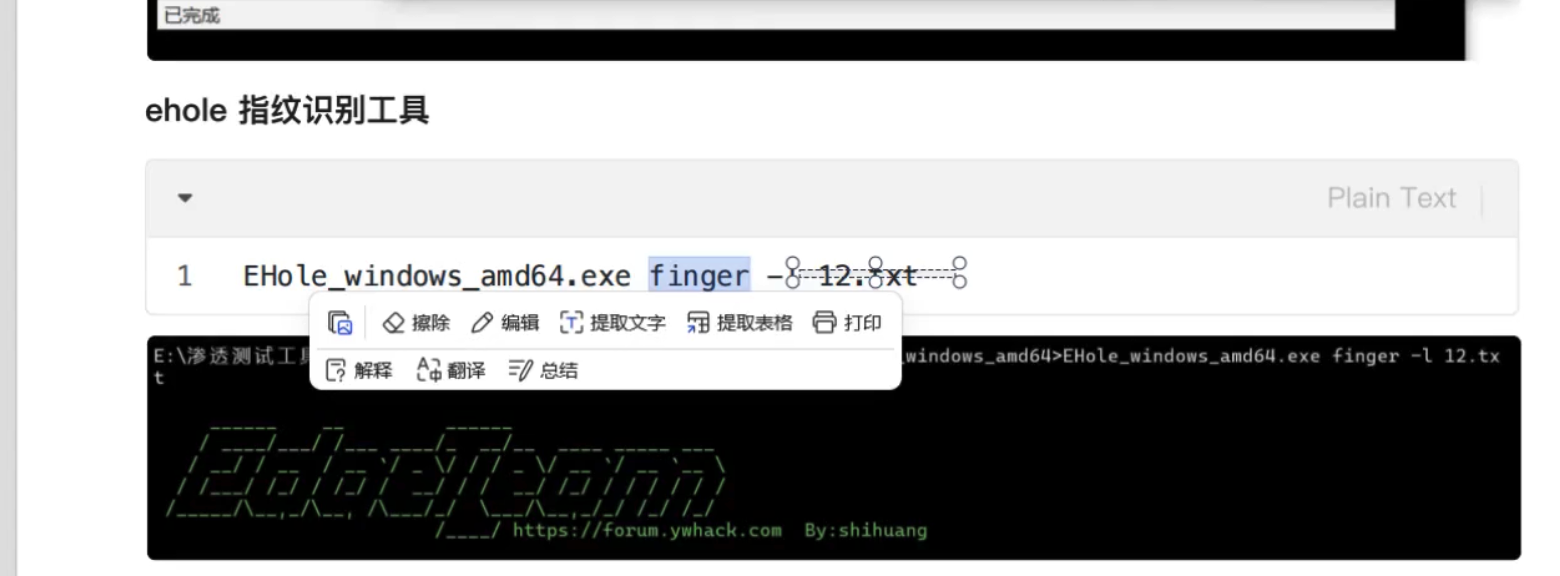 已完成
ehole 指纹识别工具
Plain Text
1 EHole_windows_amd64.exe finger - 12.txt
擦除 编辑 提取文字 提取表格 打印
解释 翻译 总结
E:\渗透测试工具 _windows_amd64>EHole_windows_amd64.exe finger -l 12.tx
t
EdgeTeam
https://forum.ywhack.com By:shihuang